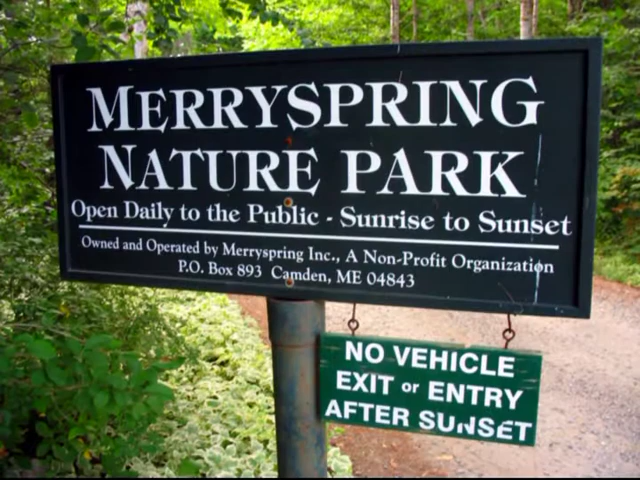 MERRYSPRING
NATURE PARK
Open Daily to the Public - Sunrise to Sunset
Owned and Operated by Merryspring Inc., A Non-Profit Organization
P.O. Box 893 Camden, ME 04843
NO VEHICLE
EXIT or ENTRY
AFTER SUNSET